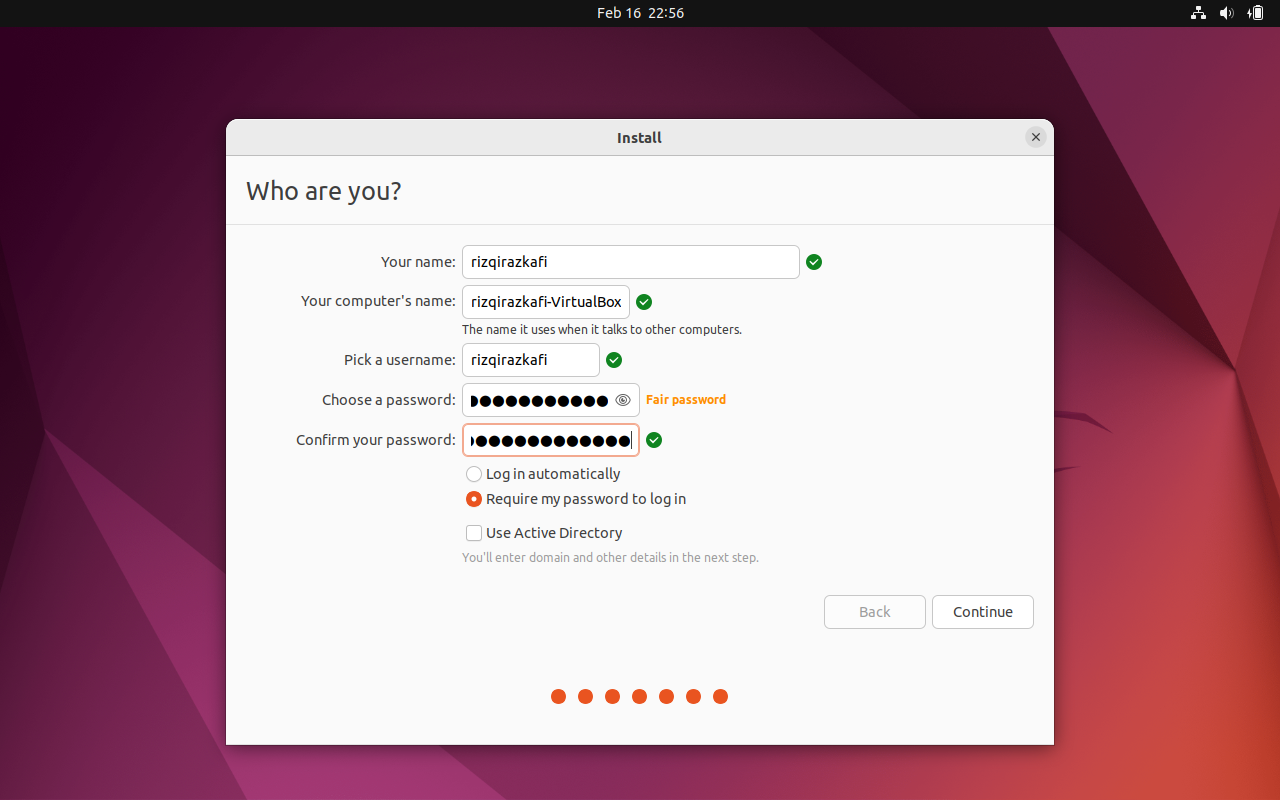 Feb 16 22:56
Install
Who are you?
Your name: rizqirazkafi
Your computer's name: rizqirazkafi-VirtualBox
The name it uses when it talks to other computers.
Pick a username: rizqirazkafi
Choose a password: ●●●●●●●●●●● Fair password
Confirm your password: ●●●●●●●●●●●●●
Log in automatically
Require my password to log in
Use Active Directory
You'll enter domain and other details in the next step.
Back Continue